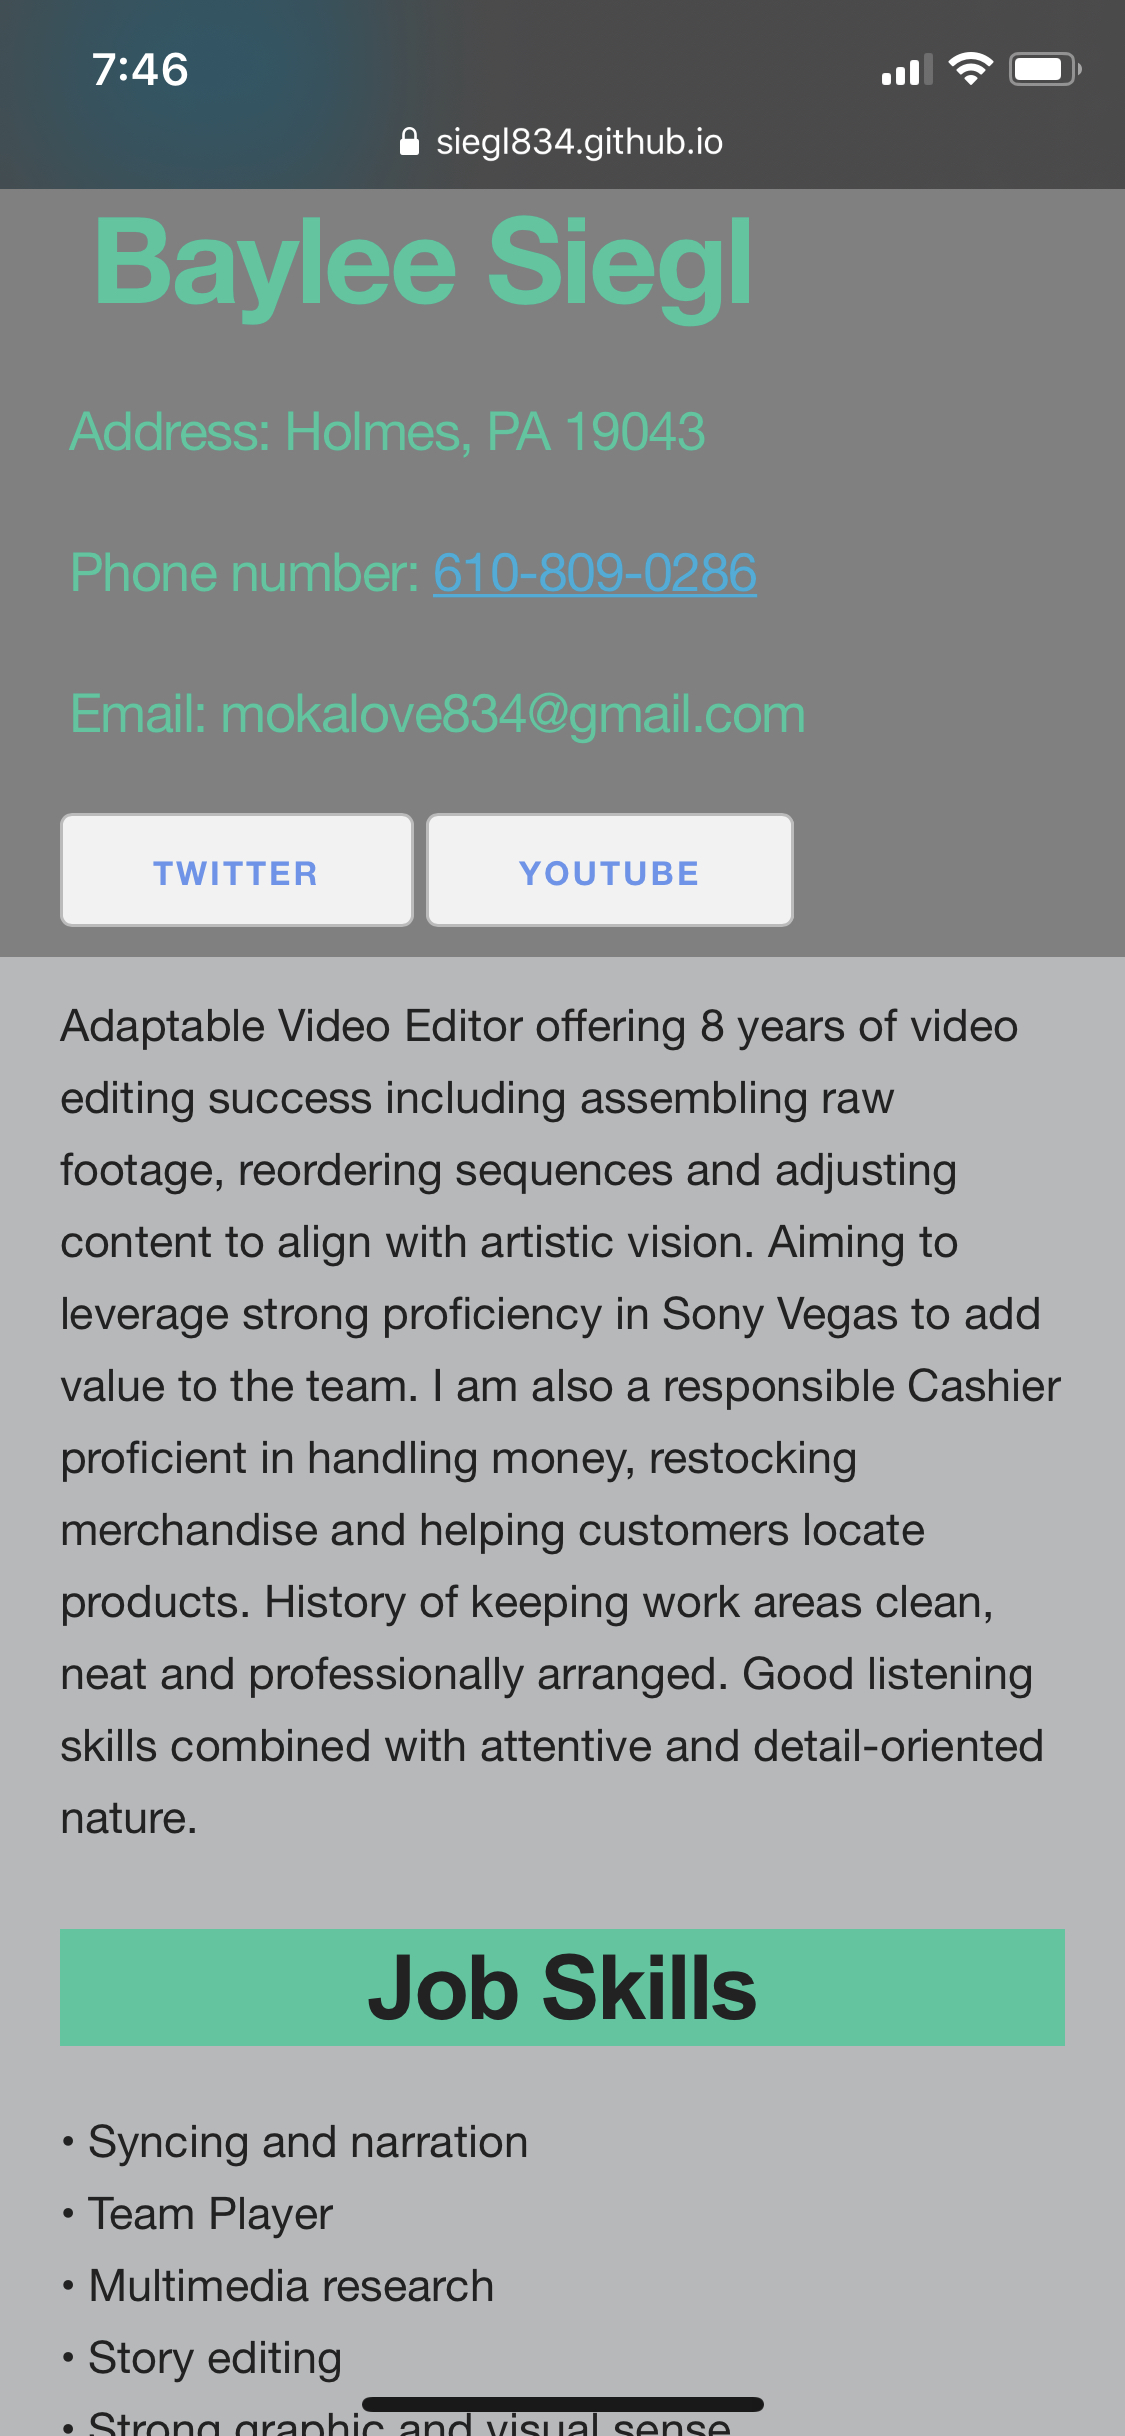 7:46
siegl834.github.io
Baylee Siegl
Address: Holmes, PA 19043
Phone number: 610-809-0286
Email: mokalove834@gmail.com
TWITTER YOUTUBE
Adaptable Video Editor offering 8 years of video
editing success including assembling raw
footage, reordering sequences and adjusting
content to align with artistic vision. Aiming to
leverage strong proficiency in Sony Vegas to add
value to the team. I am also a responsible Cashier
proficient in handling money, restocking
merchandise and helping customers locate
products. History of keeping work areas clean,
neat and professionally arranged. Good listening
skills combined with attentive and detail-oriented
nature.
Job Skills
• Syncing and narration
• Team Player
• Multimedia research
• Story editing
• Strong graphic and visual sense